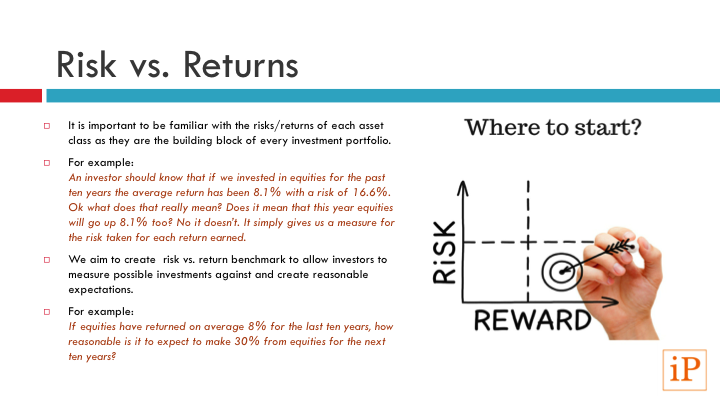 Risk vs. Returns
It is important to be familiar with the risks/returns of each asset
class as they are the building block of every investment portfolio.
For example:
An investor should know that if we invested in equities for the past
ten years the average return has been 8.1% with a risk of 16.6%.
Ok what does that really mean? Does it mean that this year equities
will go up 8.1% too? No it doesn't. It simply gives us a measure for
the risk taken for each return earned.
We aim to create risk vs. return benchmark to allow investors to
measure possible investments against and create reasonable
expectations.
For example:
If equities have returned on average 8% for the last ten years, how
reasonable is it to expect to make 30% from equities for the next
ten years?
Where to start?
RiSK
REWARD
iP